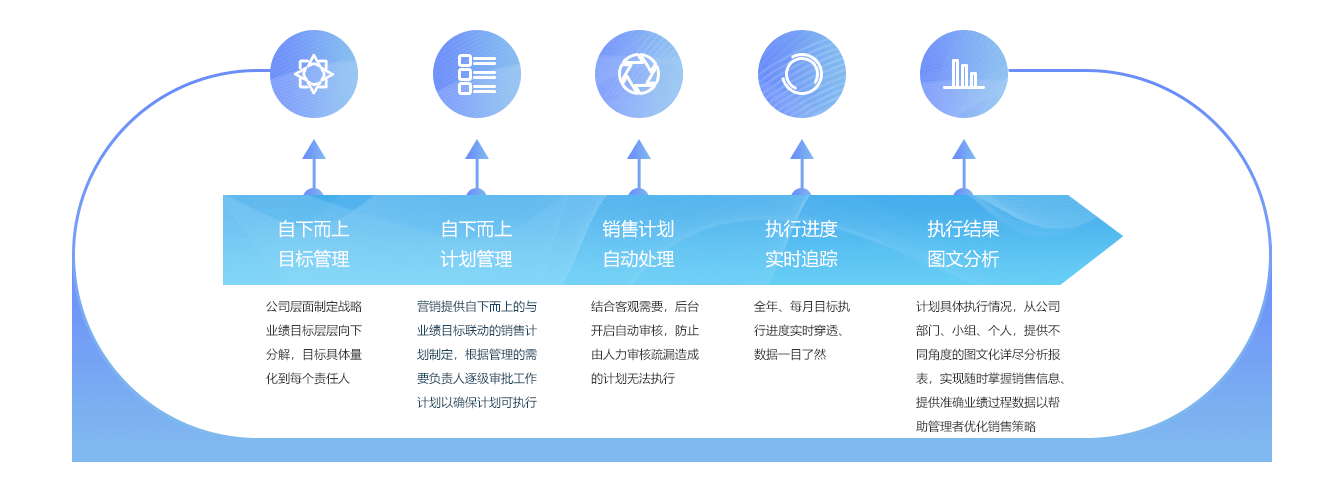 自下而上
目标管理
自下而上
计划管理
销售计划
自动处理
执行进度
实时追踪
执行结果
图文分析
公司层面制定战略
业绩目标层层向下
分解，目标具体量
化到每个责任人
营销提供自下而上的与
业绩目标联动的销售计
划制定，根据管理的需
要负责人逐级审批工作
计划以确保计划可执行
结合客观需要，后台
开启自动审核，防止
由人力审核疏漏造成
的计划无法执行
全年、每月目标执
行进度实时穿透、
数据一目了然
计划具体执行情况，从公司
部门、小组、个人，提供不
同角度的图文化详尽分析报
表，实现随时掌握销售信息、
提供准确业绩过程数据以帮
助管理者优化销售策略